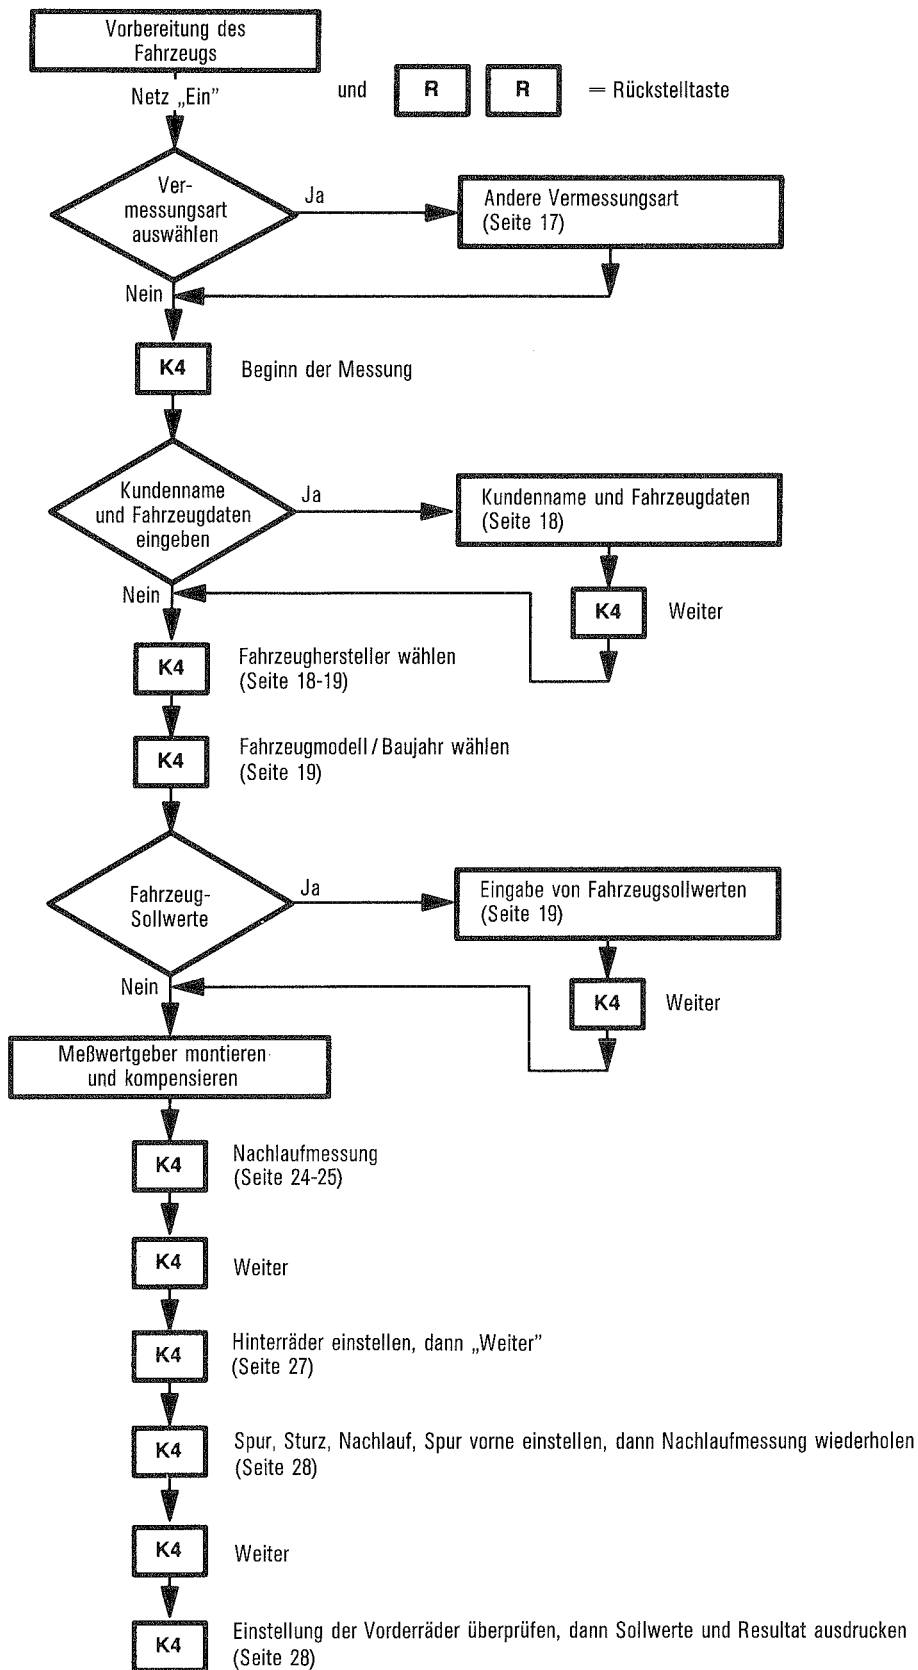 Vorbereitung des
Fahrzeugs
Netz „Ein"
und R R = Rückstelltaste
Ver-
messungsart
auswählen
Ja
Andere Vermessungsart
(Seite 17)
Nein
K4 Beginn der Messung
Kundenname
und Fahrzeugdaten
eingeben
Ja
Kundenname und Fahrzeugdaten
(Seite 18)
Nein
K4 Weiter
K4 Fahrzeughersteller wählen
(Seite 18-19)
K4 Fahrzeugmodell / Baujahr wählen
(Seite 19)
Fahrzeug-
Sollwerte
Ja
Eingabe von Fahrzeugsollwerten
(Seite 19)
Nein
K4 Weiter
Meßwertgeber montieren
und kompensieren
K4 Nachlaufmessung
(Seite 24-25)
K4 Weiter
K4 Hinterräder einstellen, dann „Weiter"
(Seite 27)
K4 Spur, Sturz, Nachlauf, Spur vorne einstellen, dann Nachlaufmessung wiederholen
(Seite 28)
K4 Weiter
K4 Einstellung der Vorderräder überprüfen, dann Sollwerte und Resultat ausdrucken
(Seite 28)